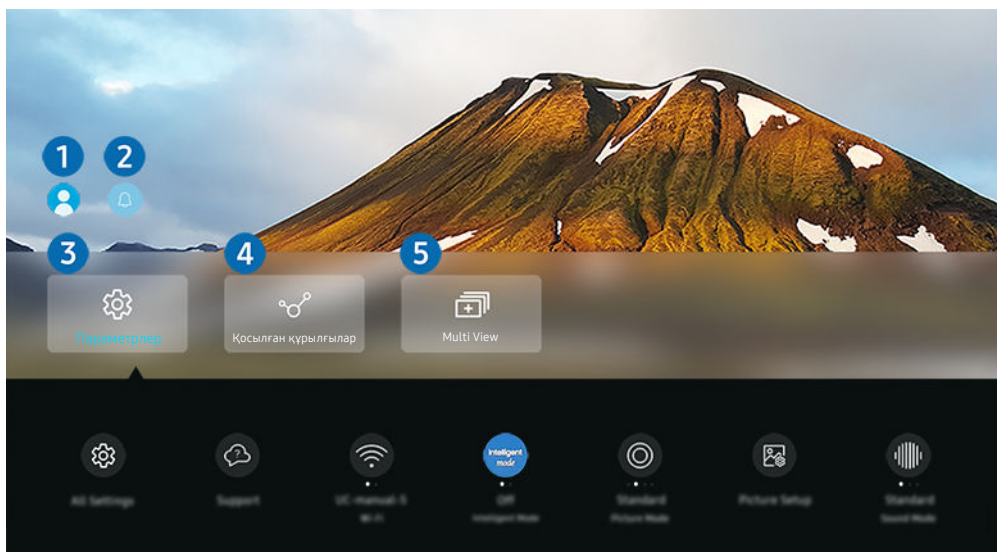 1
2
3
4
5
Параметрлер
Қосылған құрылғылар
Multi View
intelligent
mode
All Settings
Support
UC-manual-5
Wi-Fi
Off
Intelligent Mode
Standard
Picture Mode
Picture Setup
Standard
Sound Mode